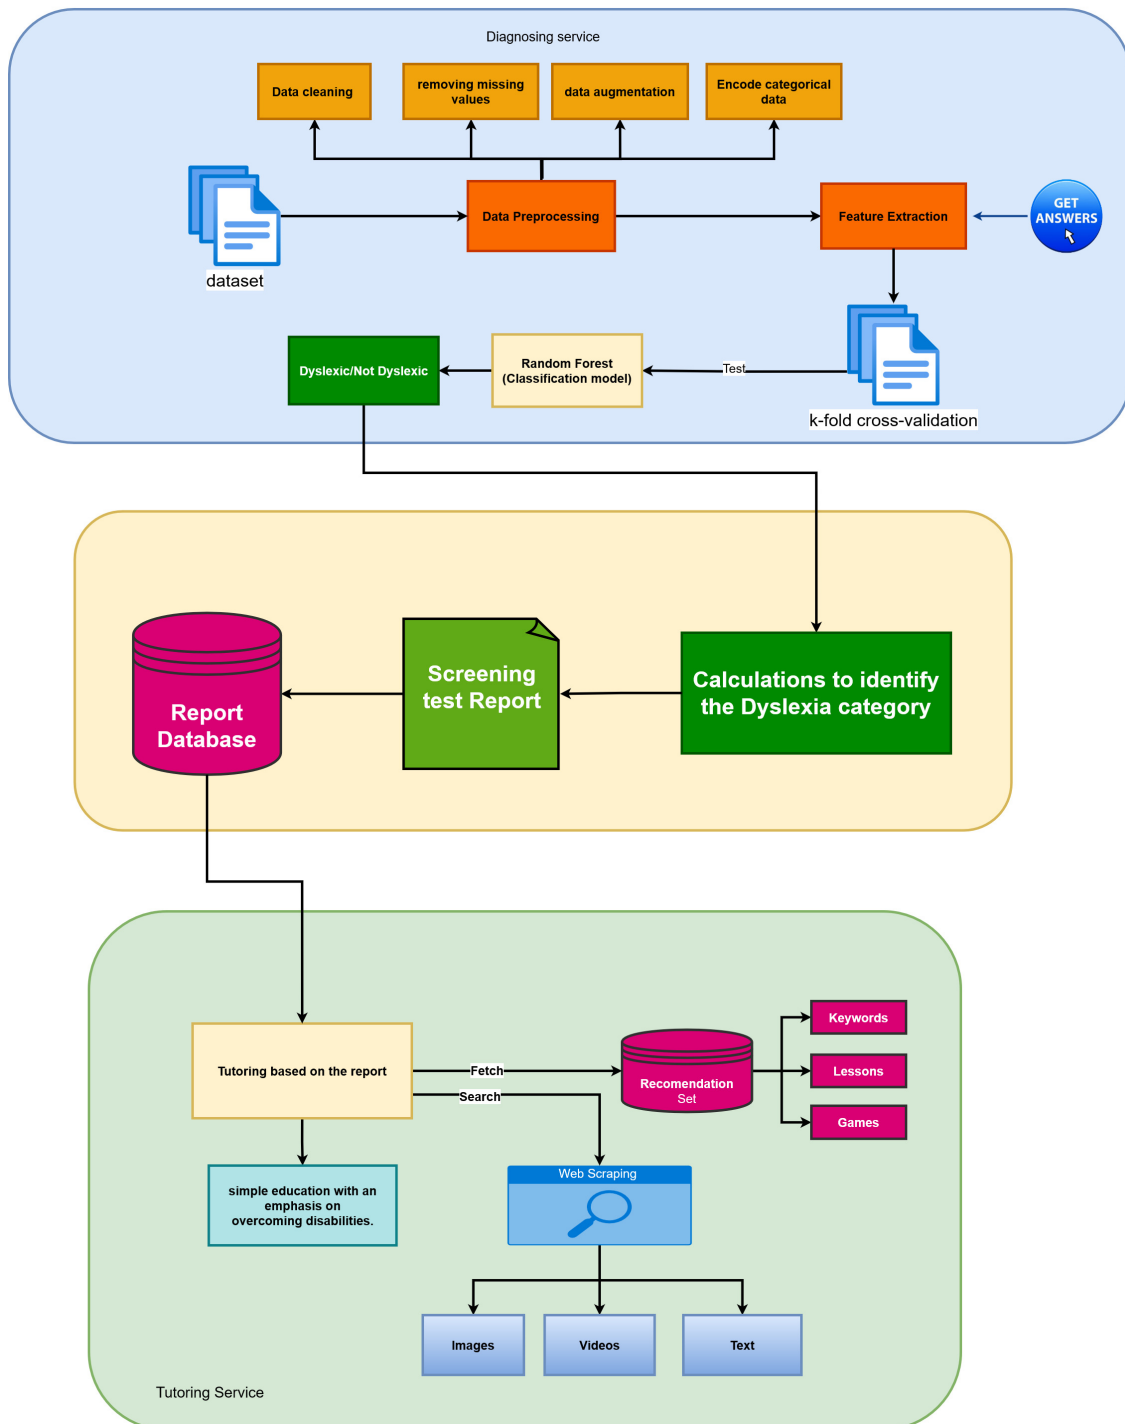 Diagnosing service
Data cleaning
removing missing
values
data augmentation
Encode categorical
data
dataset
Data Preprocessing
Feature Extraction
GET
ANSWERS
Dyslexic/Not Dyslexic
Random Forest
(Classification model)
Test
k-fold cross-validation
Report
Database
Screening
test Report
Calculations to identify
the Dyslexia category
Tutoring based on the report
Fetch
Search
Recomendation
Set
Keywords
Lessons
Games
simple education with an
emphasis on
overcoming disabilities.
Web Scraping
Images
Videos
Text
Tutoring Service